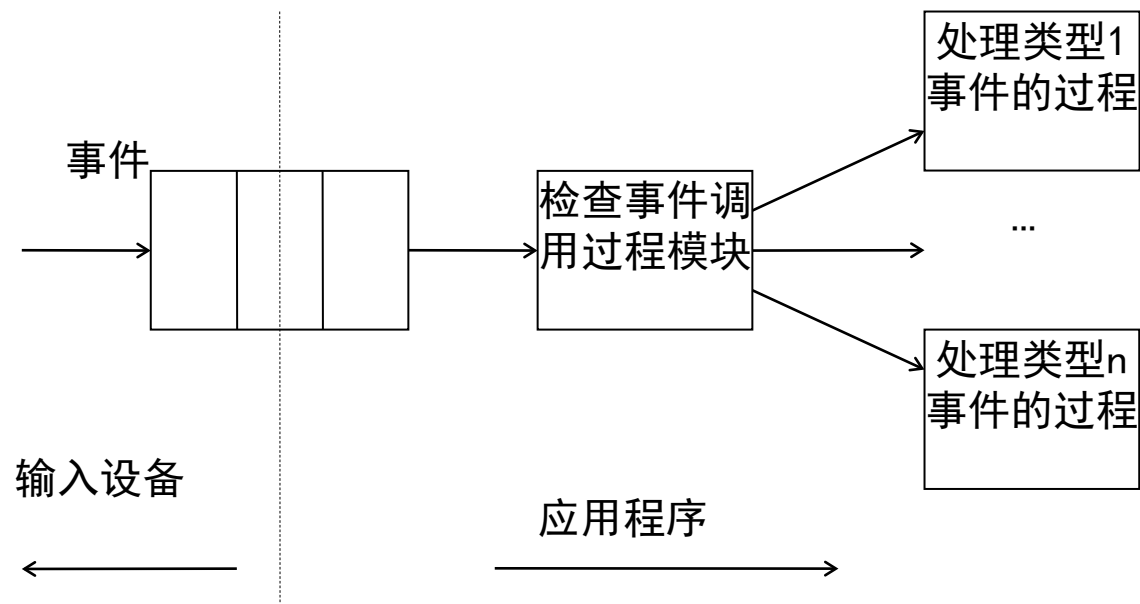 处理类型1
事件的过程
事件
检查事件调
用过程模块
...
处理类型n
事件的过程
输入设备
应用程序